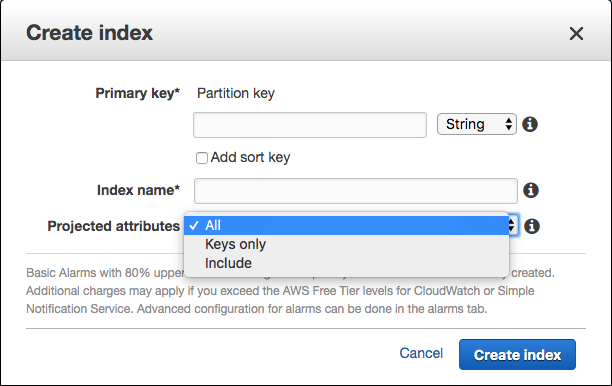 Create index
Primary key* Partition key
String
Add sort key
Index name*
Projected attributes All
Keys only
Include
Basic Alarms with 80% upper created.
Additional charges may apply if you exceed the AWS Free Tier levels for CloudWatch or Simple
Notification Service. Advanced configuration for alarms can be done in the alarms tab.
Cancel Create index